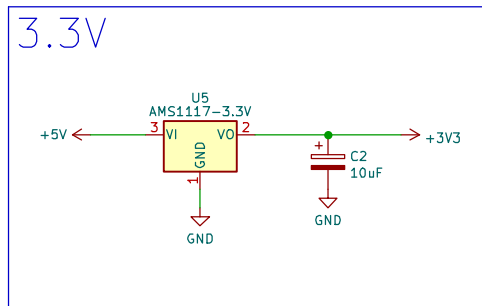 3.3V
U5
AMS1117-3.3V
+5V
3
VI
VO
2
+3V3
GND
1
+
C2
10uF
GND
GND